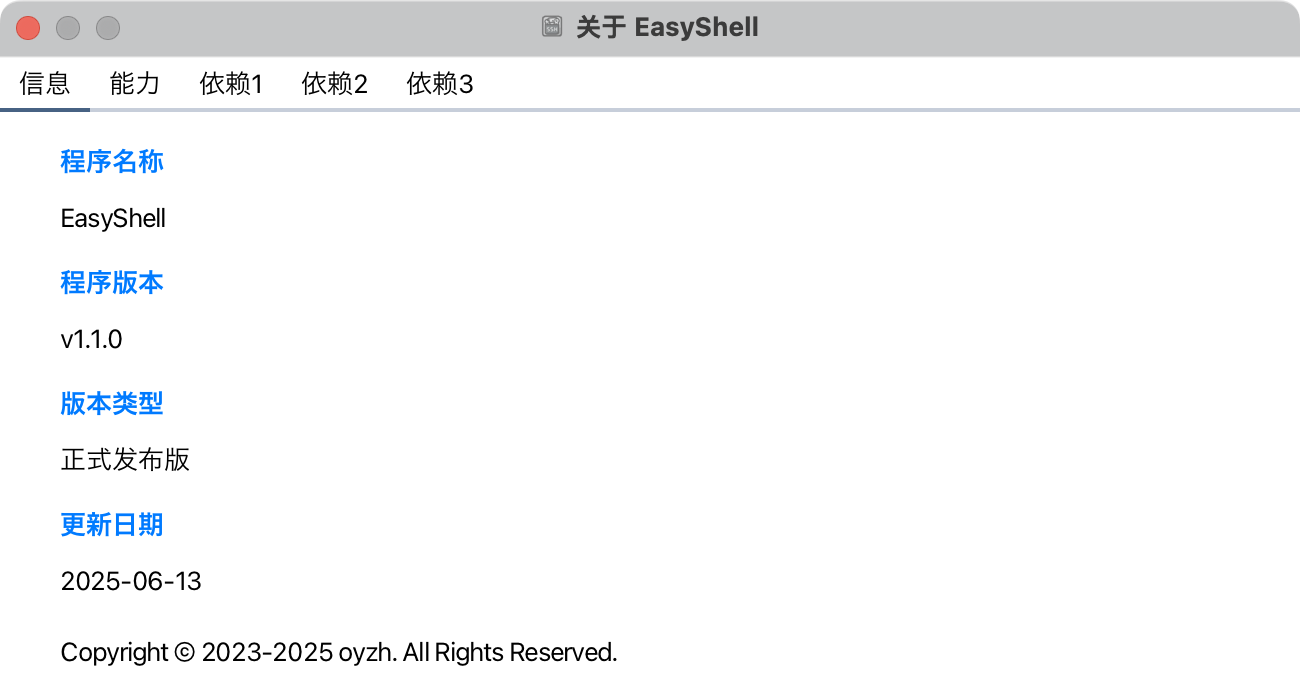 关于 EasyShell
信息 能力 依赖1 依赖2 依赖3
程序名称
EasyShell
程序版本
v1.1.0
版本类型
正式发布版
更新日期
2025-06-13
Copyright © 2023-2025 oyzh. All Rights Reserved.